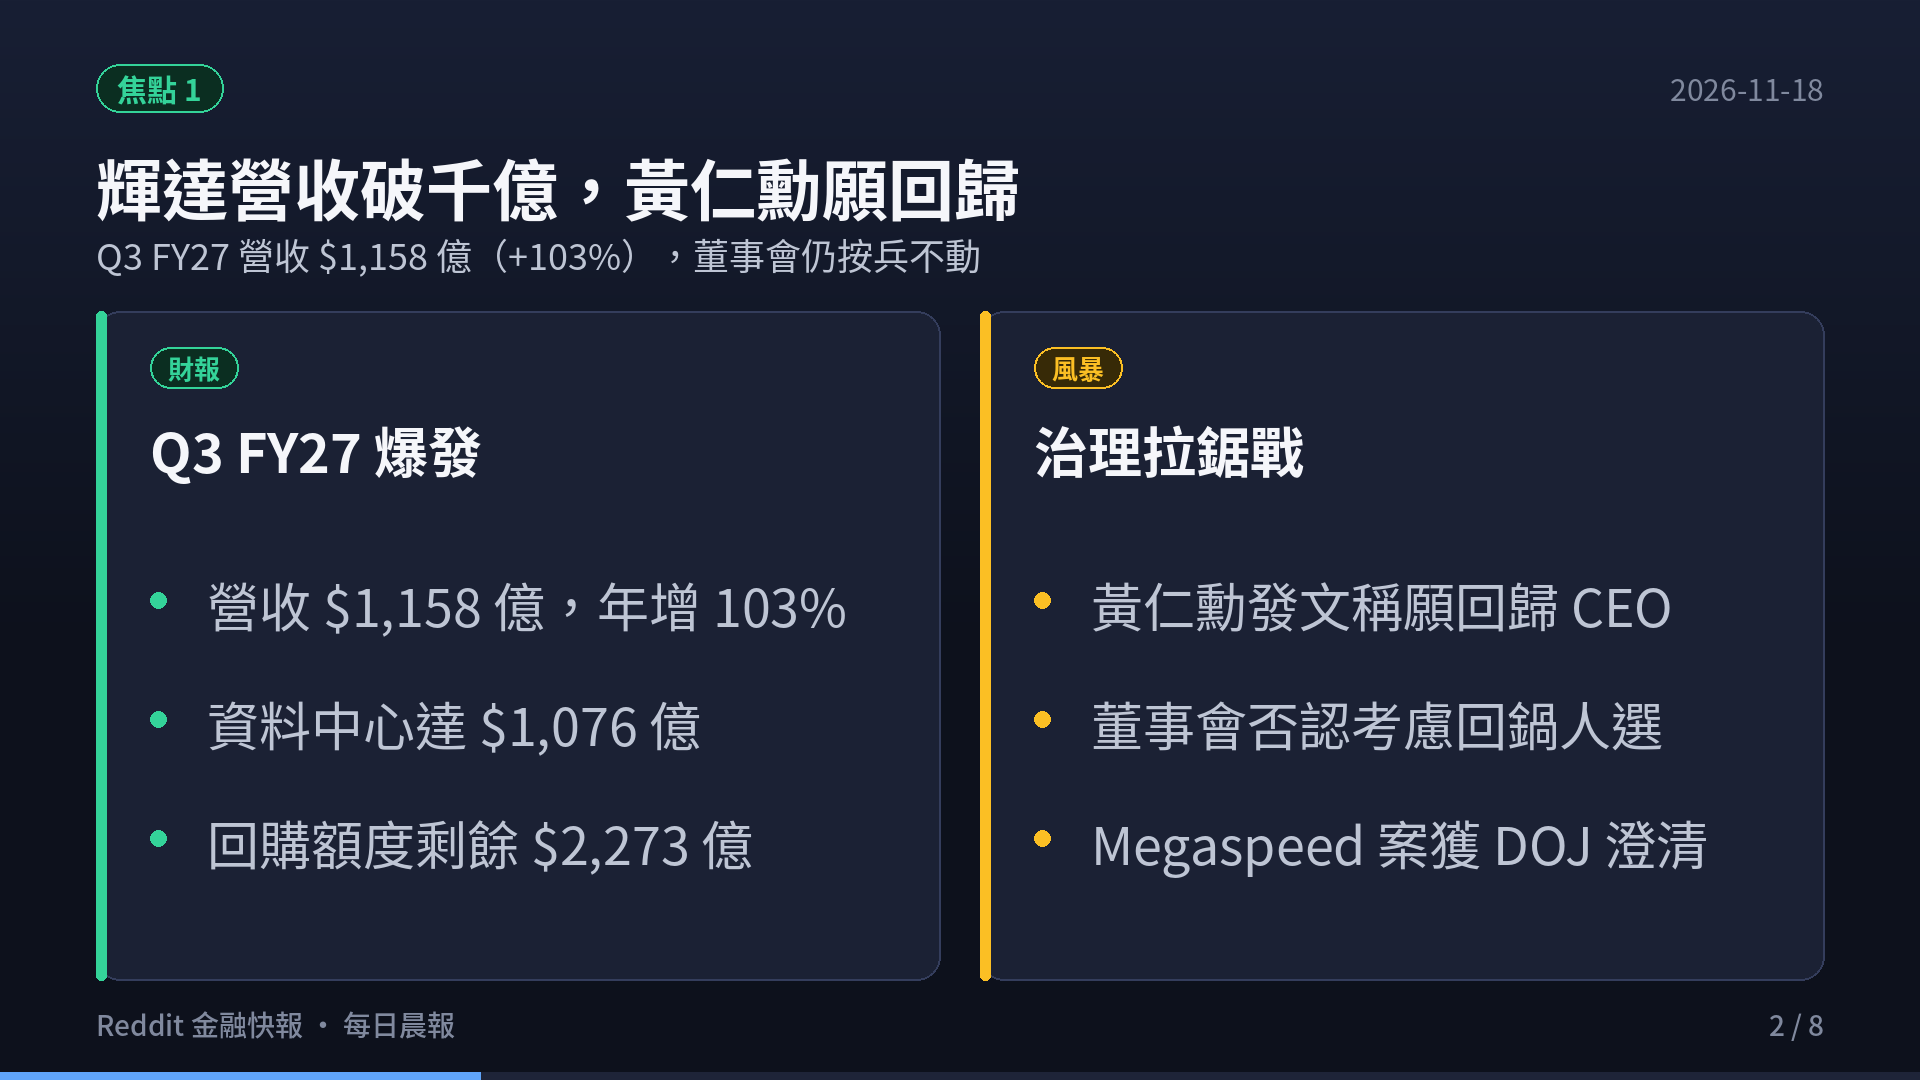 焦點 1
2026-11-18
輝達營收破千億，黃仁勳願回歸
Q3 FY27 營收 $1,158 億（+103%），董事會仍按兵不動
財報
Q3 FY27 爆發
營收 $1,158 億，年增 103%
資料中心達 $1,076 億
回購額度剩餘 $2,273 億
風暴
治理拉鋸戰
黃仁勳發文稱願回歸 CEO
董事會否認考慮回鍋人選
Megaspeed 案獲 DOJ 澄清
Reddit 金融快報 • 每日晨報
2 / 8